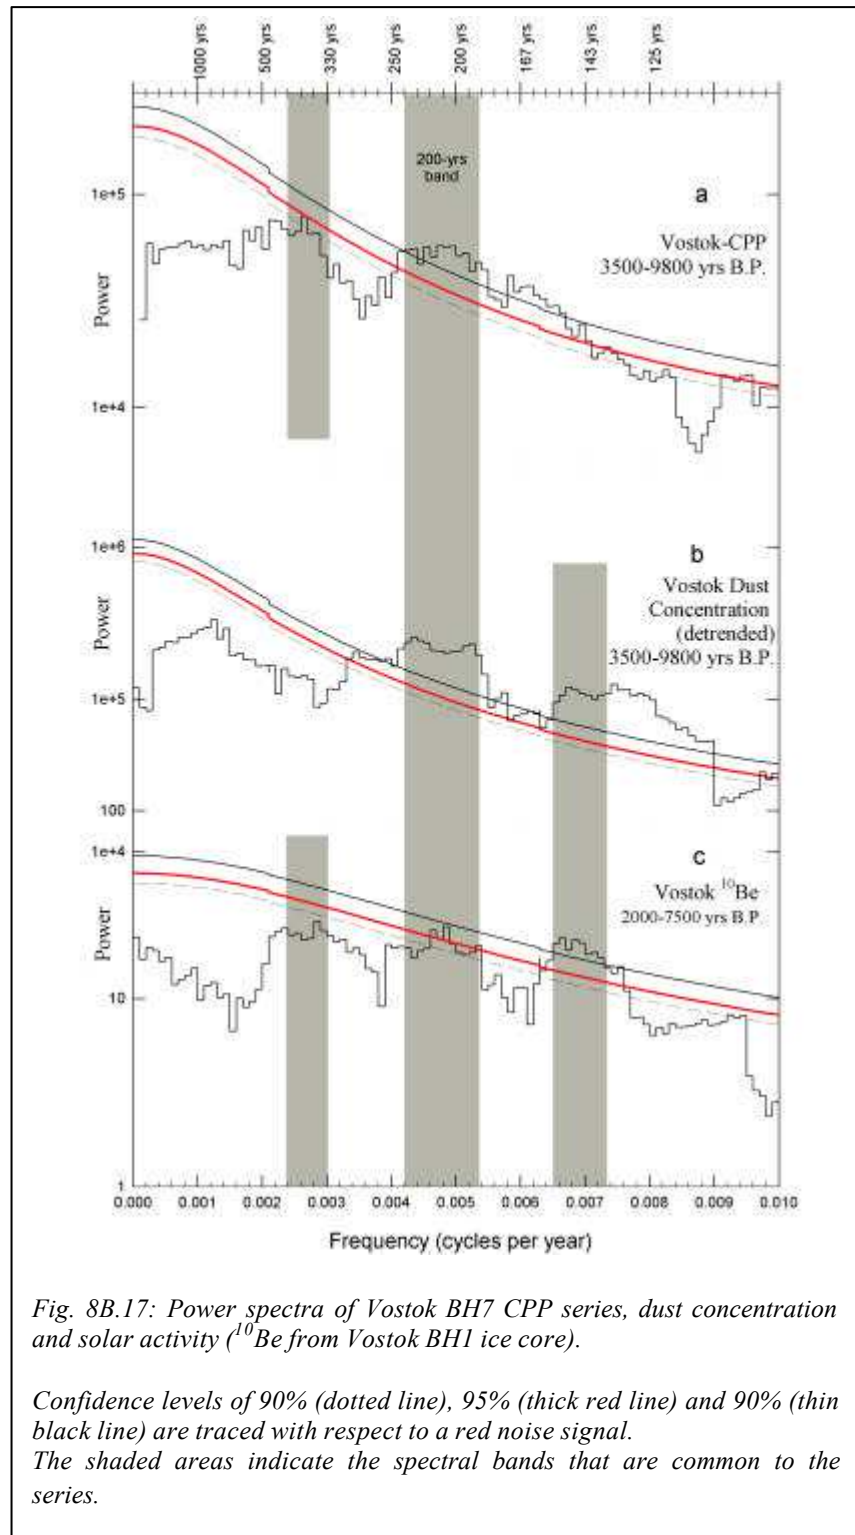 1000 yrs
500 yrs
330 yrs
250 yrs
200 yrs
167 yrs
143 yrs
125 yrs
200-yrs
band
a
Vostok-CPP
3500-9800 yrs B.P.
1e+5
Power
1e+4
b
Vostok Dust
Concentration
(detrended)
3500-9800 yrs B.P.
1e+6
Power
1e+5
100
1e+4
c
Vostok ¹⁰Be
2000-7500 yrs B.P
Power
10
1
0.000 0.001 0.002 0.003 0.004 0.005 0.006 0.007 0.008 0.009 0.010
Frequency (cycles per year)
Fig. 8B.17: Power spectra of Vostok BH7 CPP series, dust concentration
and solar activity (¹⁰Be from Vostok BH1 ice core).
Confidence levels of 90% (dotted line), 95% (thick red line) and 90% (thin
black line) are traced with respect to a red noise signal.
The shaded areas indicate the spectral bands that are common to the
series.